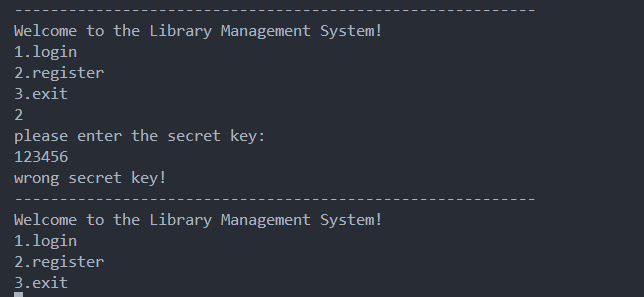 ----------------------------------------------------------
Welcome to the Library Management System!
1.login
2.register
3.exit
2
please enter the secret key:
123456
wrong secret key!
----------------------------------------------------------
Welcome to the Library Management System!
1.login
2.register
3.exit